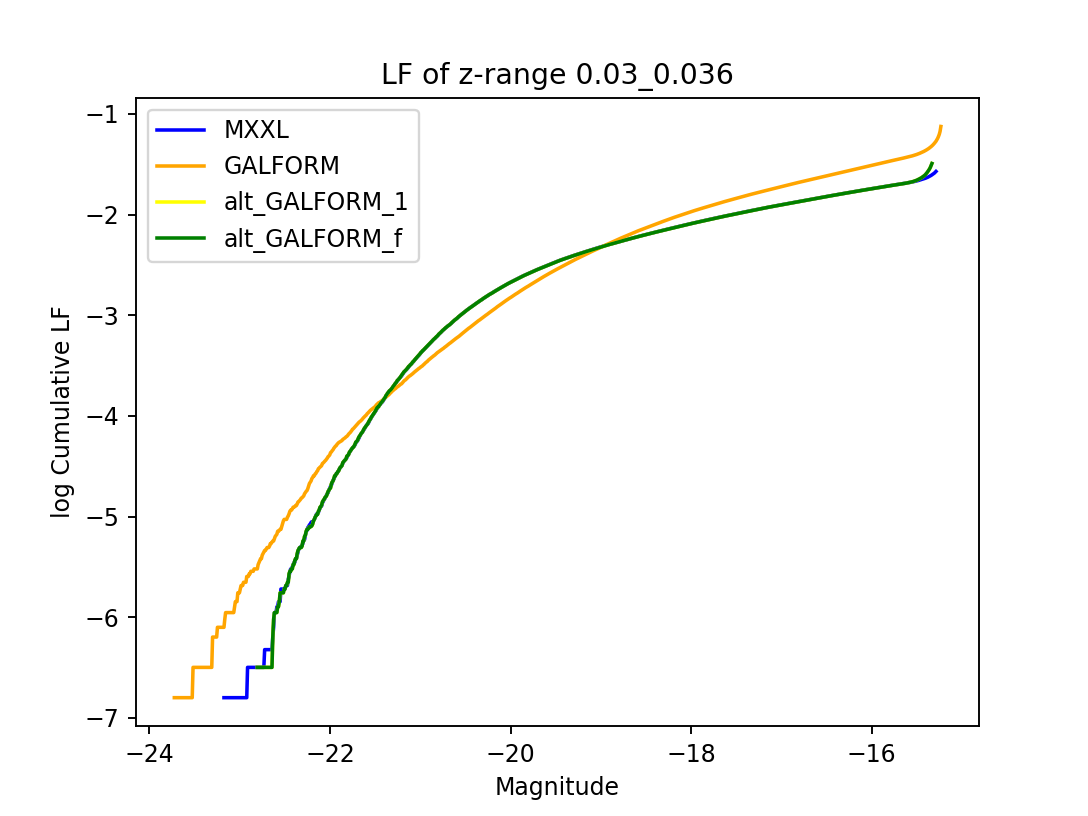 LF of z-range 0.03_0.036
MXXL
GALFORM
alt_GALFORM_1
alt_GALFORM_f
log Cumulative LF
−1
−2
−3
−4
−5
−6
−7
−24
−22
−20
−18
−16
Magnitude